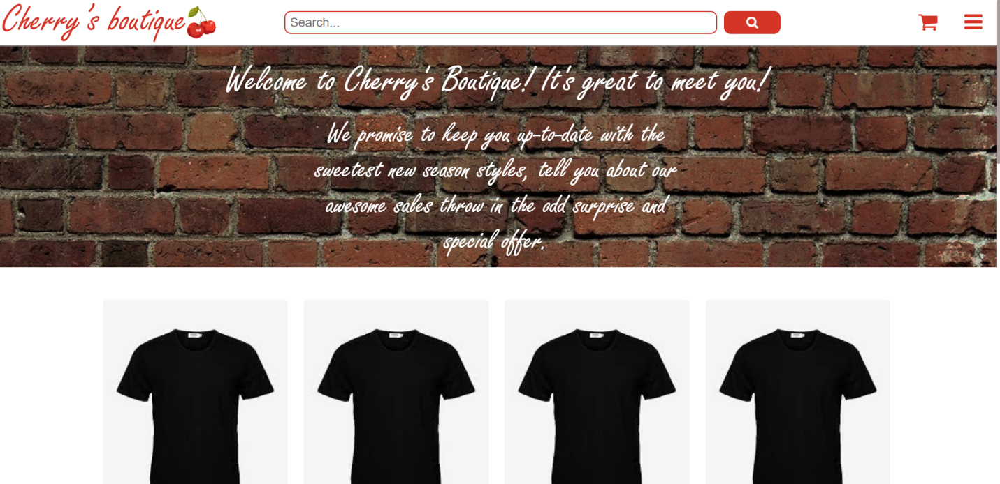 Cherry's boutique
Search...
Welcome to Cherry's Boutique! It's great to meet you!
We promise to keep you up-to-date with the
sweetest new season styles, tell you about our
awesome sales throw in the odd surprise and
special offer.